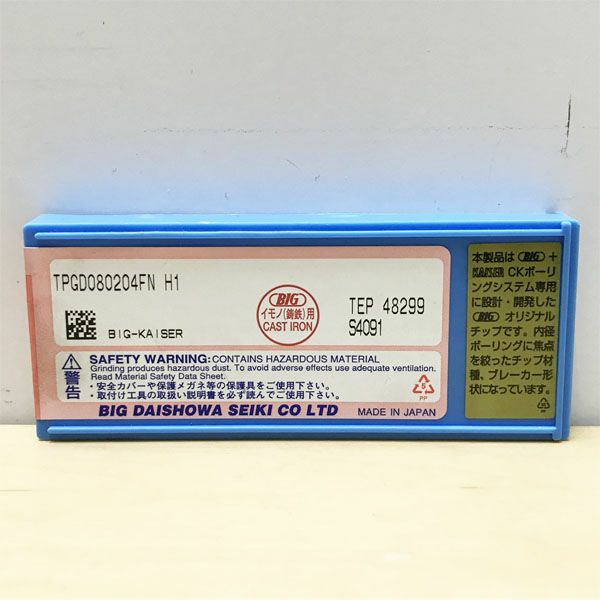 TPGD080204FN H1
BIG-KAISER
BIG
イモノ(鋳鉄)用
CAST IRON
TEP 48299
S4091
警告
SAFETY WARNING: CONTAINS HAZARDOUS MATERIAL
Grinding produces hazardous dust. To avoid adverse effects use adequate ventilation.
Read Material Safety Data Sheet.
・安全カバーや保護メガネ等の保護具をご使用下さい。
・取付け工具の取扱い説明書を必ず読んでご使用下さい。
5
PP
BIG DAISHOWA SEIKI CO LTD
MADE IN JAPAN
本製品は BIG +
KAISER CKボーリ
ングシステム専用
に設計・開発した
BIG オリジナル
チップです。内径
ボーリングに焦点
を絞ったチップ材
種、ブレーカー形
状になっています。
PP